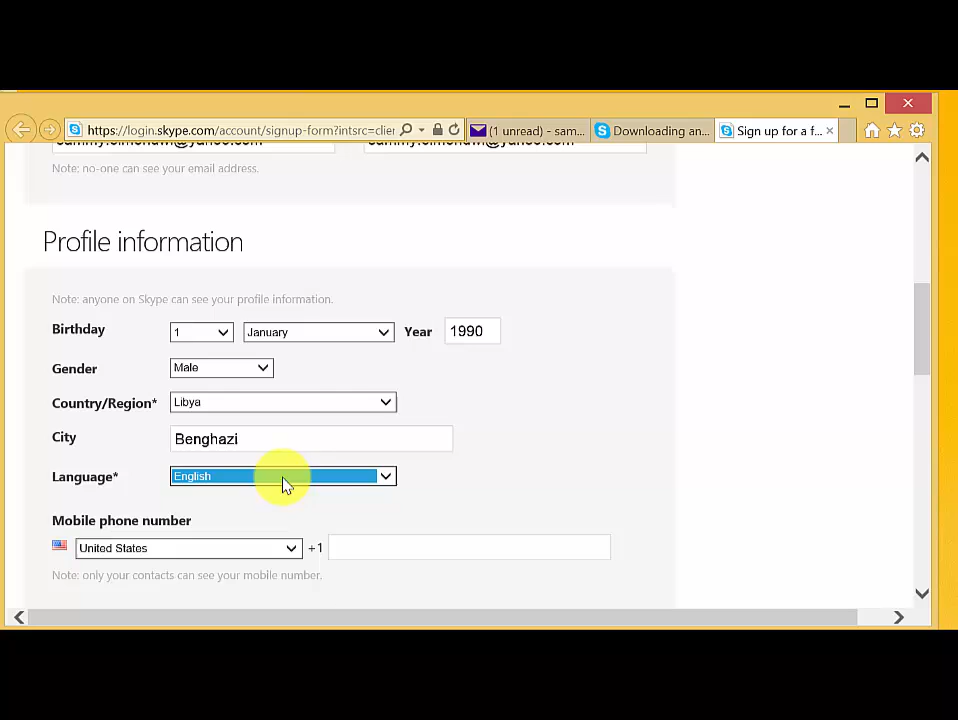 https://login.skype.com/account/signup-form?intsrc=clie
(1 unread) - sam...
Downloading an...
Sign up for a f...
Note: no-one can see your email address.
Profile information
Note: anyone on Skype can see your profile information.
Birthday 1 January Year 1990
Gender Male
Country/Region* Libya
City Benghazi
Language* English
Mobile phone number
United States +1
Note: only your contacts can see your mobile number.